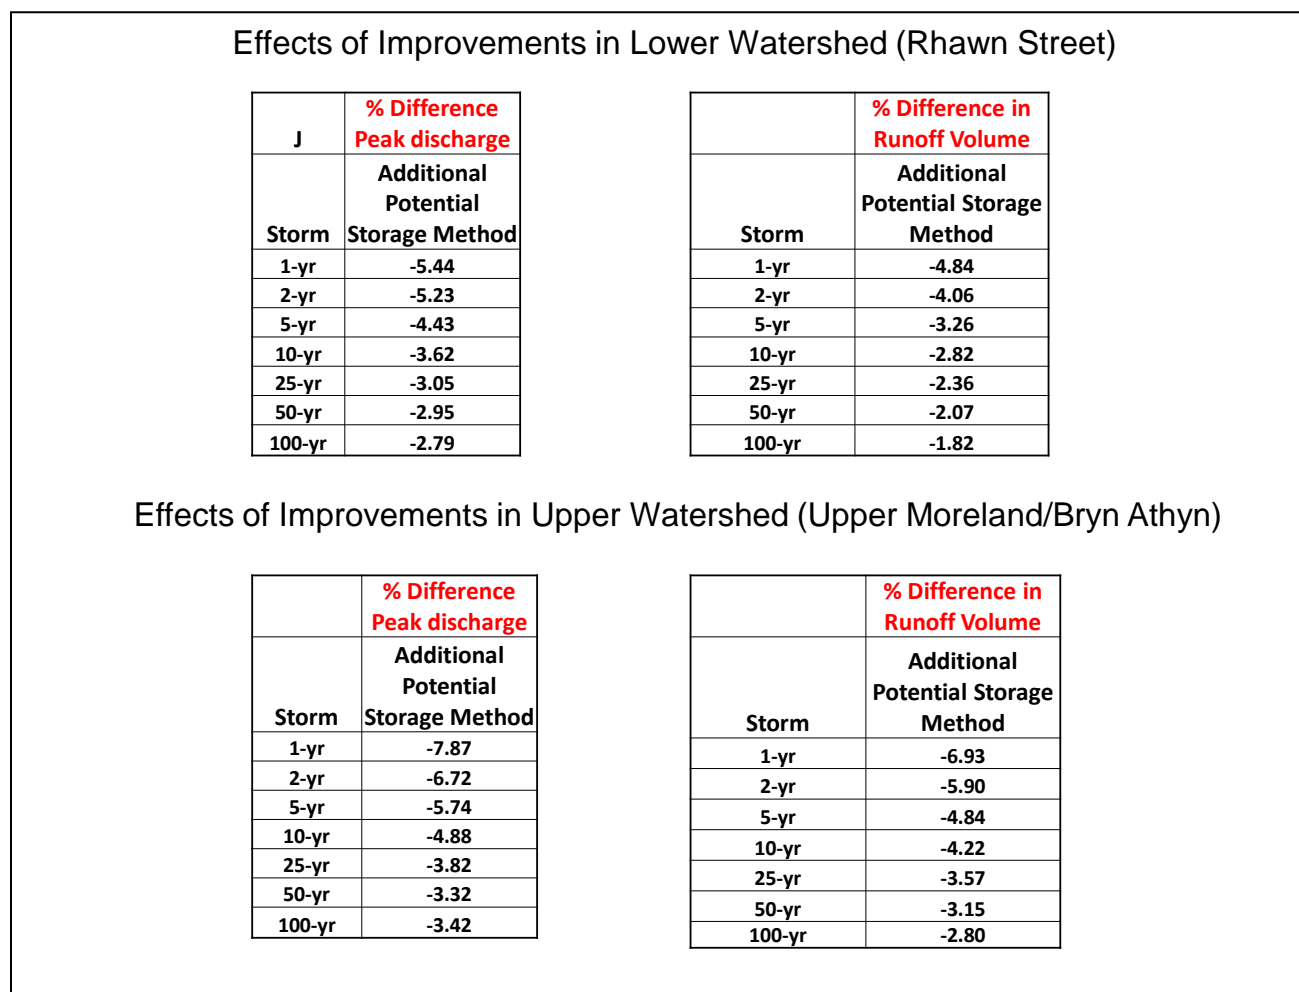 Effects of Improvements in Lower Watershed (Rhawn Street)
J % Difference Peak discharge
Storm Additional Potential Storage Method
1-yr -5.44
2-yr -5.23
5-yr -4.43
10-yr -3.62
25-yr -3.05
50-yr -2.95
100-yr -2.79
% Difference in Runoff Volume
Storm Additional Potential Storage Method
1-yr -4.84
2-yr -4.06
5-yr -3.26
10-yr -2.82
25-yr -2.36
50-yr -2.07
100-yr -1.82
Effects of Improvements in Upper Watershed (Upper Moreland/Bryn Athyn)
% Difference Peak discharge
Storm Additional Potential Storage Method
1-yr -7.87
2-yr -6.72
5-yr -5.74
10-yr -4.88
25-yr -3.82
50-yr -3.32
100-yr -3.42
% Difference in Runoff Volume
Storm Additional Potential Storage Method
1-yr -6.93
2-yr -5.90
5-yr -4.84
10-yr -4.22
25-yr -3.57
50-yr -3.15
100-yr -2.80